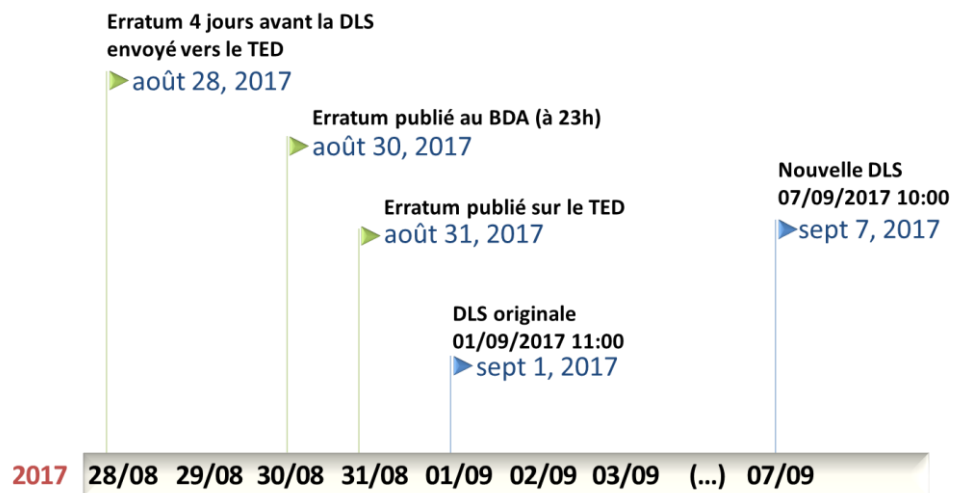 Erratum 4 jours avant la DLS
envoyé vers le TED
août 28, 2017
Erratum publié au BDA (à 23h)
août 30, 2017
Erratum publié sur le TED
août 31, 2017
Nouvelle DLS
07/09/2017 10:00
sept 7, 2017
DLS originale
01/09/2017 11:00
sept 1, 2017
2017 28/08 29/08 30/08 31/08 01/09 02/09 03/09 (...) 07/09